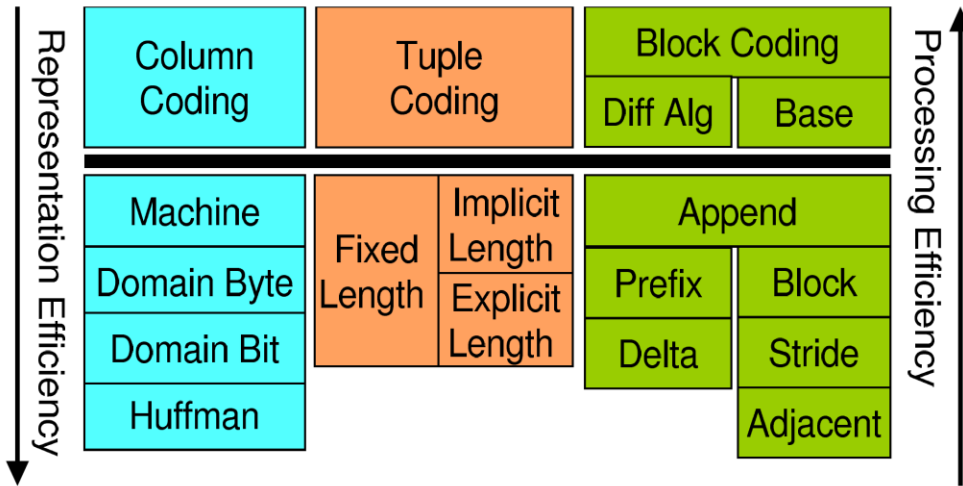 Representation Efficiency
Column
Coding
Tuple
Coding
Block Coding
Diff Alg
Base
Machine
Domain Byte
Domain Bit
Huffman
Fixed
Length
Implicit
Length
Explicit
Length
Append
Prefix
Block
Delta
Stride
Adjacent
Processing Efficiency